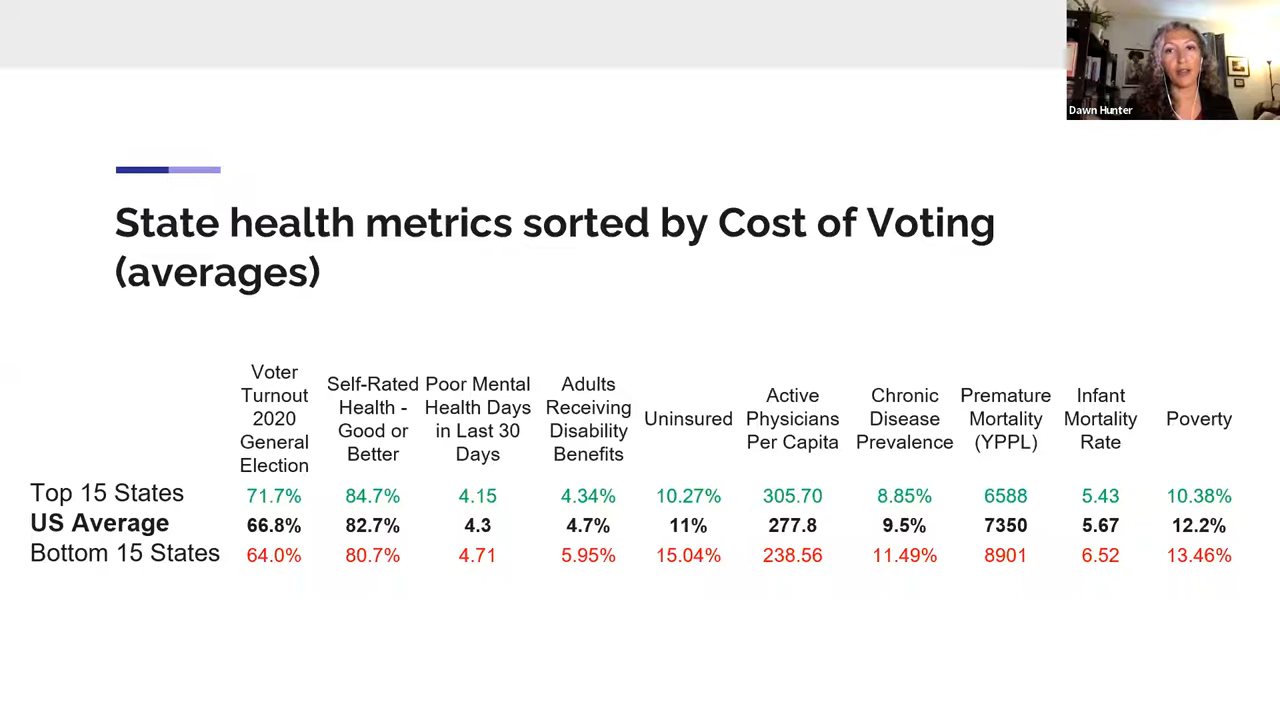 Dawn Hunter
State health metrics sorted by Cost of Voting
(averages)
Voter
Turnout
2020
General
Election
Self-Rated
Health -
Good or
Better
Poor Mental
Health Days
in Last 30
Days
Adults
Receiving
Disability
Benefits
Uninsured
Active
Physicians
Per Capita
Chronic
Disease
Prevalence
Premature
Mortality
(YPPL)
Infant
Mortality
Rate
Poverty
Top 15 States 71.7% 84.7% 4.15 4.34% 10.27% 305.70 8.85% 6588 5.43 10.38%
US Average 66.8% 82.7% 4.3 4.7% 11% 277.8 9.5% 7350 5.67 12.2%
Bottom 15 States 64.0% 80.7% 4.71 5.95% 15.04% 238.56 11.49% 8901 6.52 13.46%